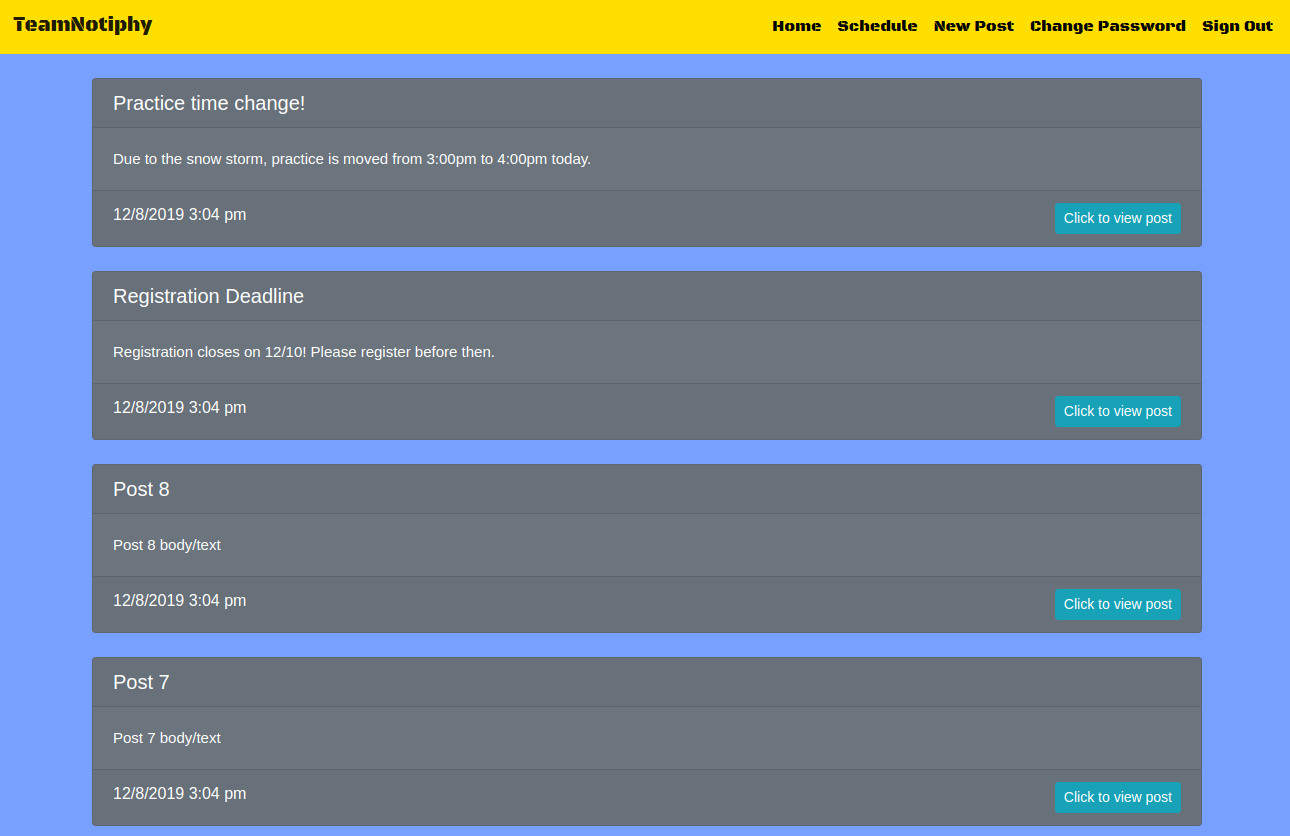 TeamNotiphy
Home Schedule New Post Change Password Sign Out
Practice time change!
Due to the snow storm, practice is moved from 3:00pm to 4:00pm today.
12/8/2019 3:04 pm
Click to view post
Registration Deadline
Registration closes on 12/10! Please register before then.
12/8/2019 3:04 pm
Click to view post
Post 8
Post 8 body/text
12/8/2019 3:04 pm
Click to view post
Post 7
Post 7 body/text
12/8/2019 3:04 pm
Click to view post